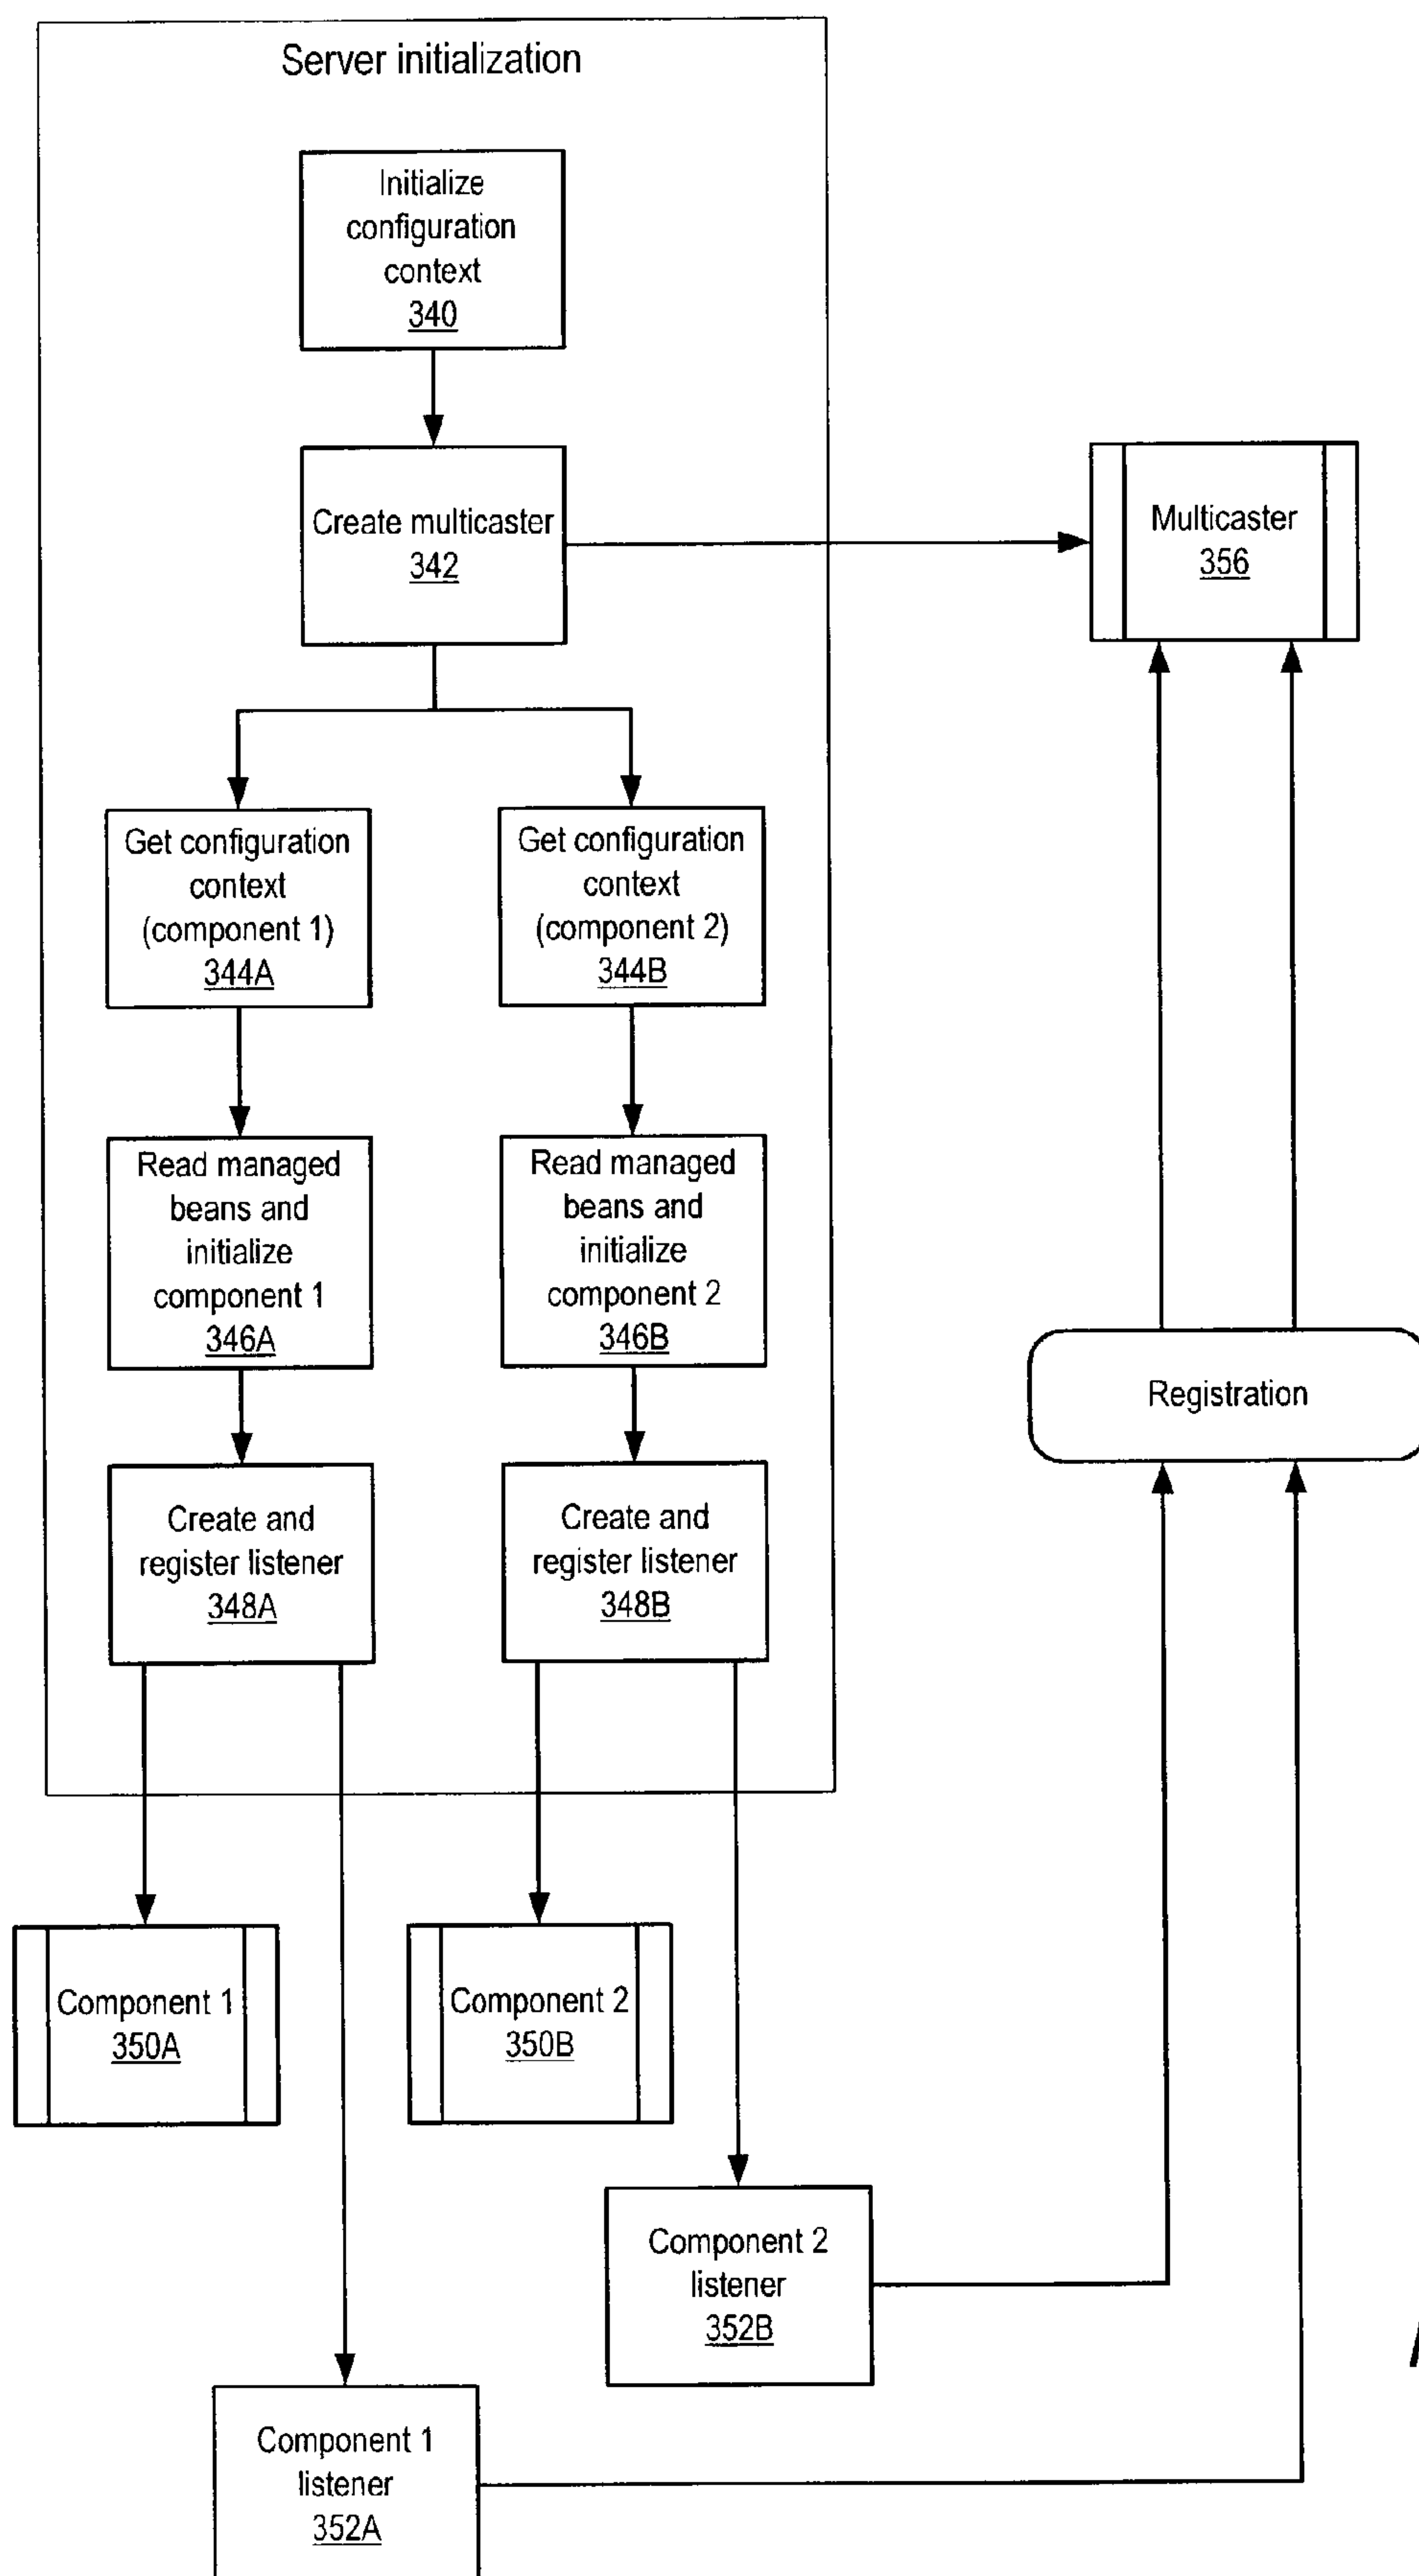 Server initialization
Initialize
configuration
context
340
Create multicaster
342
Multicaster
356
Get configuration
context
(component 1)
344A
Get configuration
context
(component 2)
344B
Read managed
beans and
initialize
component 1
346A
Read managed
beans and
initialize
component 2
346B
Registration
Create and
register listener
348A
Create and
register listener
348B
Component 1
350A
Component 2
350B
Component 2
listener
352B
Component 1
listener
352A